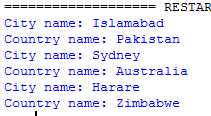 =================== RESTAR
City name: Islamabad
Country name: Pakistan
City name: Sydney
Country name: Australia
City name: Harare
Country name: Zimbabwe